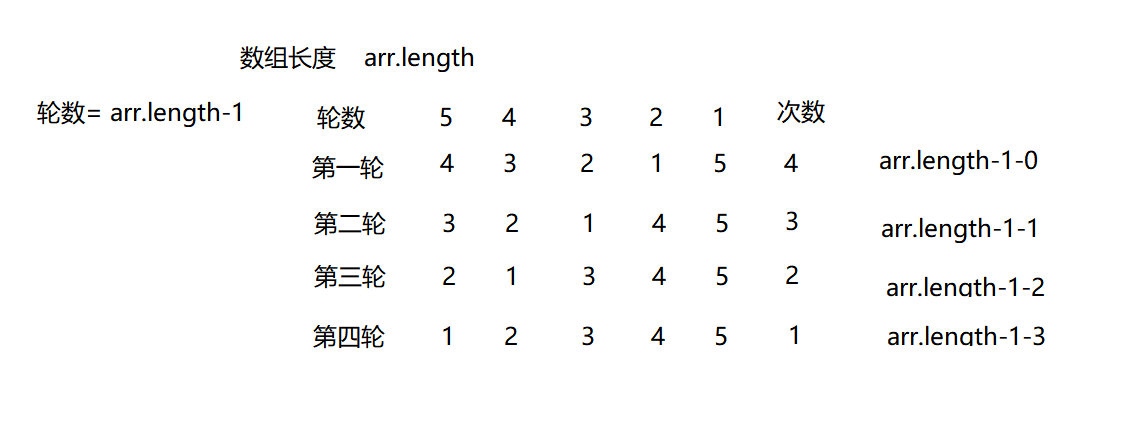 数组长度 arr.length
轮数= arr.length-1 轮数 5 4 3 2 1 次数
第一轮 4 3 2 1 5 4 arr.length-1-0
第二轮 3 2 1 4 5 3 arr.length-1-1
第三轮 2 1 3 4 5 2 arr.length-1-2
第四轮 1 2 3 4 5 1 arr.length-1-3